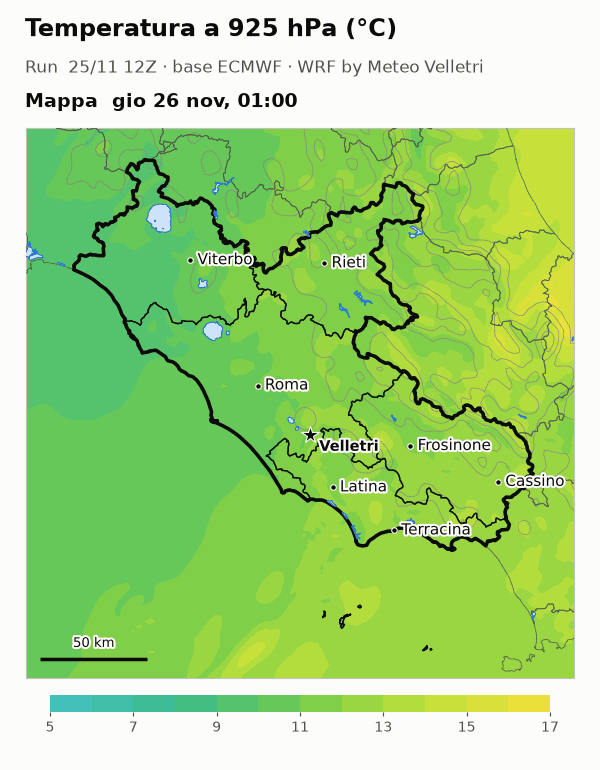 Temperatura a 925 hPa (°C)
Run 25/11 12Z · base ECMWF · WRF by Meteo Velletri
Mappa gio 26 nov, 01:00
Viterbo
Rieti
Roma
Velletri
Frosinone
Cassino
Latina
Terracina
50 km
5 7 9 11 13 15 17